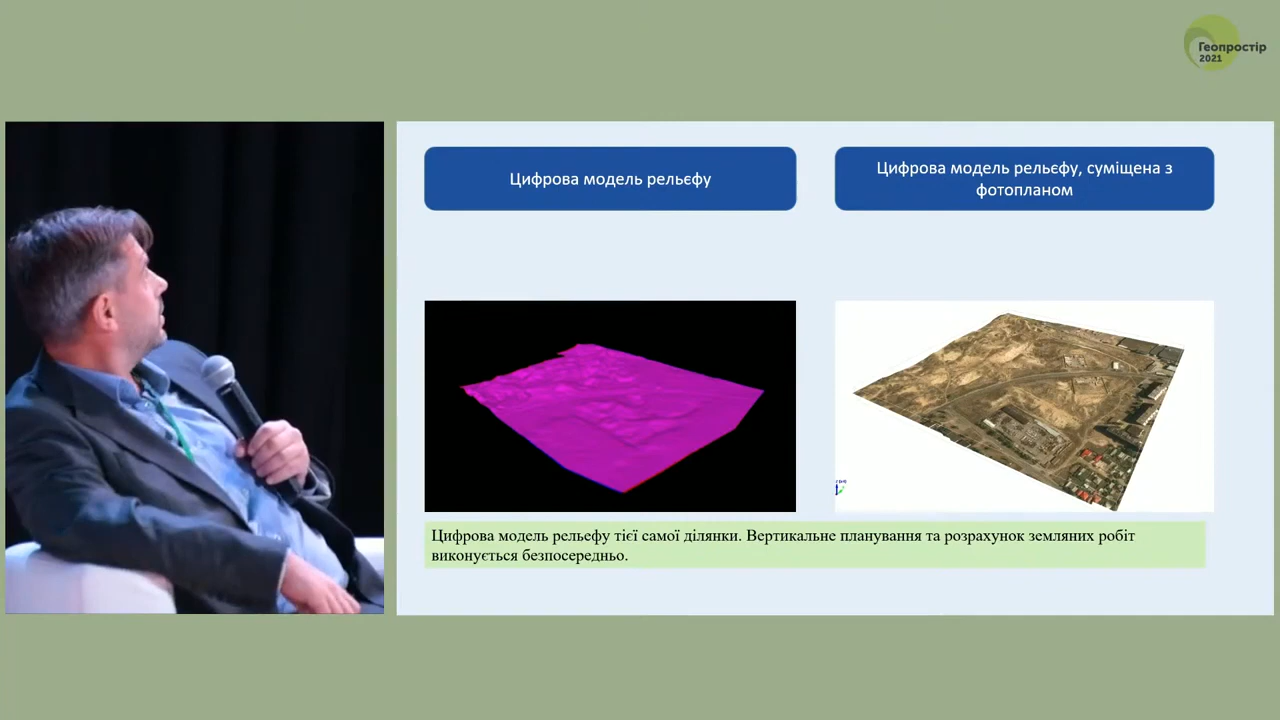 Геопростір
2021
Цифрова модель рельєфу
Цифрова модель рельєфу, суміщена з
фотопланом
Цифрова модель рельефу тієї самої ділянки. Вертикальне планування та розрахунок земляних робіт
виконується безпосередньо.